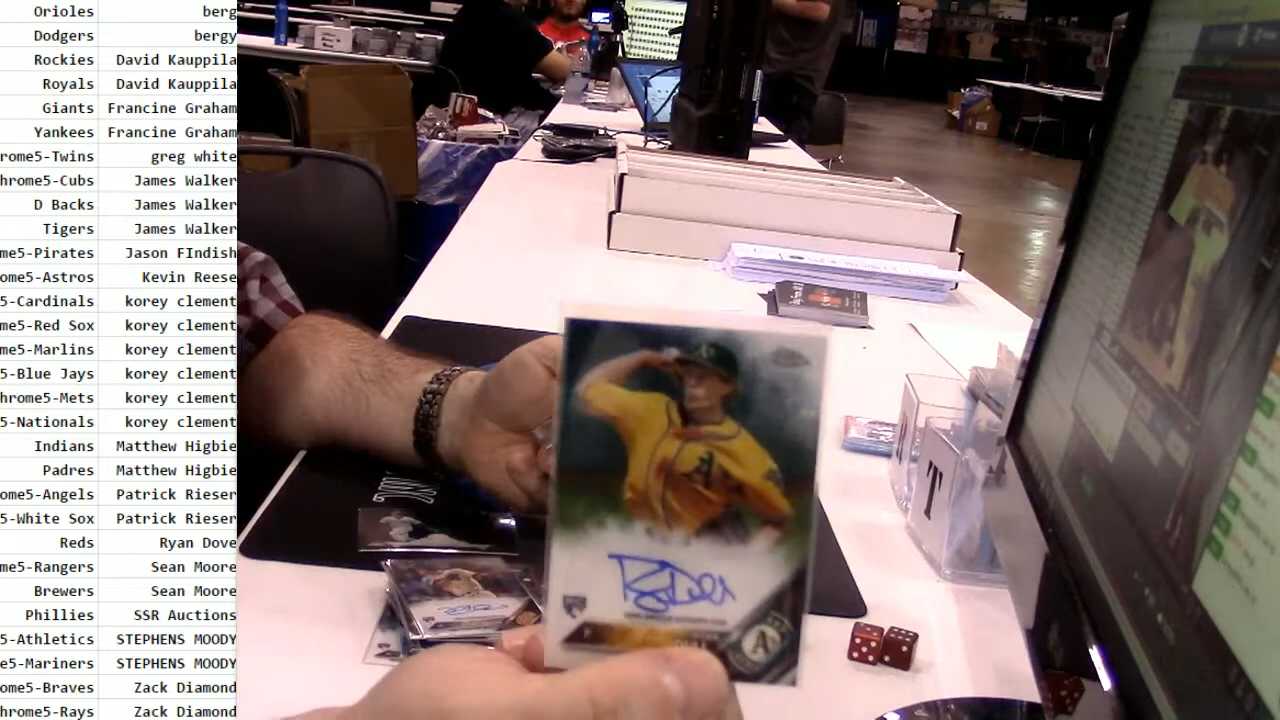 Orioles berg
Dodgers bergy
Rockies David Kauppila
Royals David Kauppila
Giants Francine Graham
Yankees Francine Graham
rome5-Twins greg white
hrome5-Cubs James Walker
D Backs James Walker
Tigers James Walker
me5-Pirates Jason FIndish
ome5-Astros Kevin Reese
5-Cardinals korey clement
me5-Red Sox korey clement
me5-Marlins korey clement
5-Blue Jays korey clement
hrome5-Mets korey clement
5-Nationals korey clement
Indians Matthew Higbie
Padres Matthew Higbie
ome5-Angels Patrick Rieser
5-White Sox Patrick Rieser
Reds Ryan Dove
me5-Rangers Sean Moore
Brewers Sean Moore
Phillies SSR Auctions
5-Athletics STEPHENS MOODY
e5-Mariners STEPHENS MOODY
ome5-Braves Zack Diamond
hrome5-Rays Zack Diamond
A
T